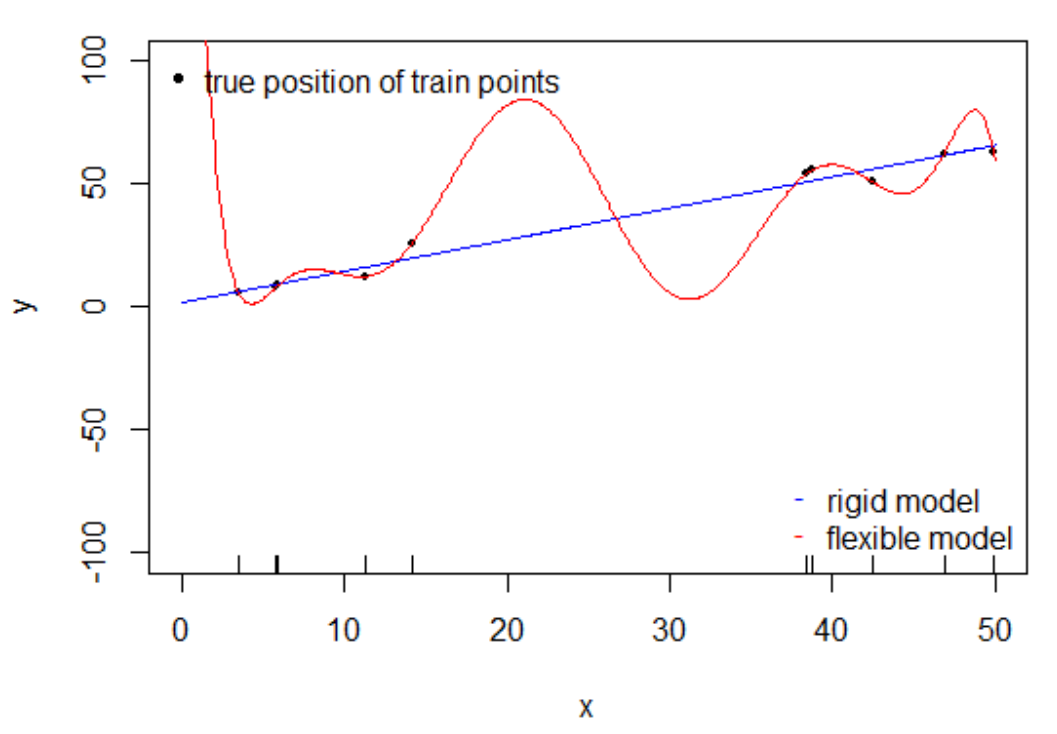 100
50
0
-50
-100
y
true position of train points
rigid model
flexible model
0 10 20 30 40 50
x